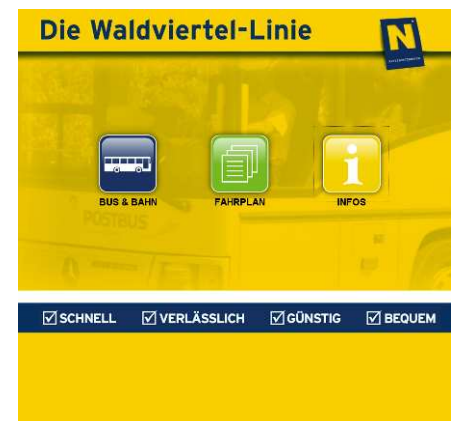 Die Waldviertel-Linie
N
BUS & BAHN
FAHRPLAN
INFOS
POSTBUS
SCHNELL
VERLÄSSLICH
GÜNSTIG
BEQUEM